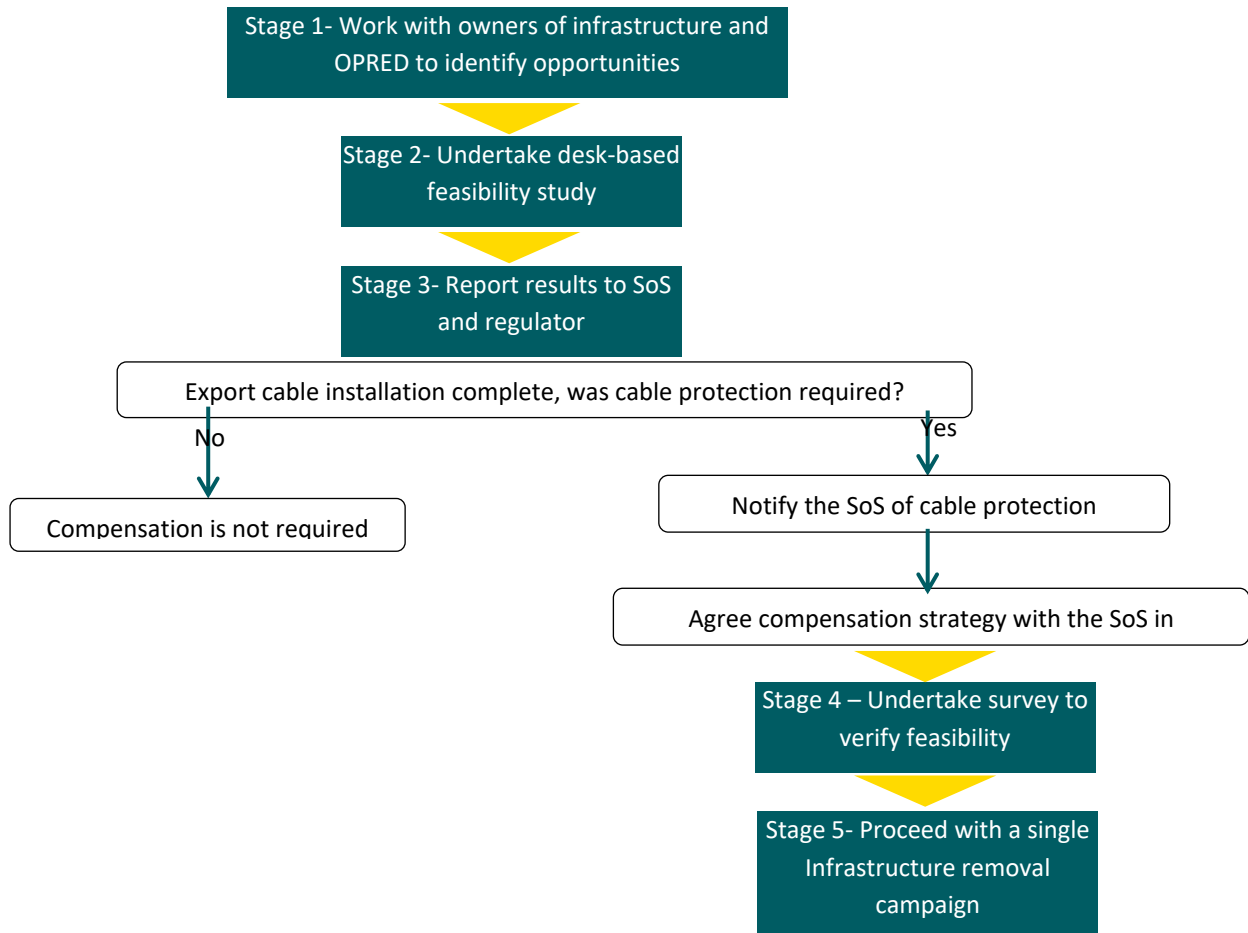 Stage 1- Work with owners of infrastructure and
OPRED to identify opportunities
Stage 2- Undertake desk-based
feasibility study
Stage 3- Report results to SoS
and regulator
Export cable installation complete, was cable protection required?
No
Yes
Compensation is not required
Notify the SoS of cable protection
Agree compensation strategy with the SoS in
Stage 4 – Undertake survey to
verify feasibility
Stage 5- Proceed with a single
Infrastructure removal
campaign